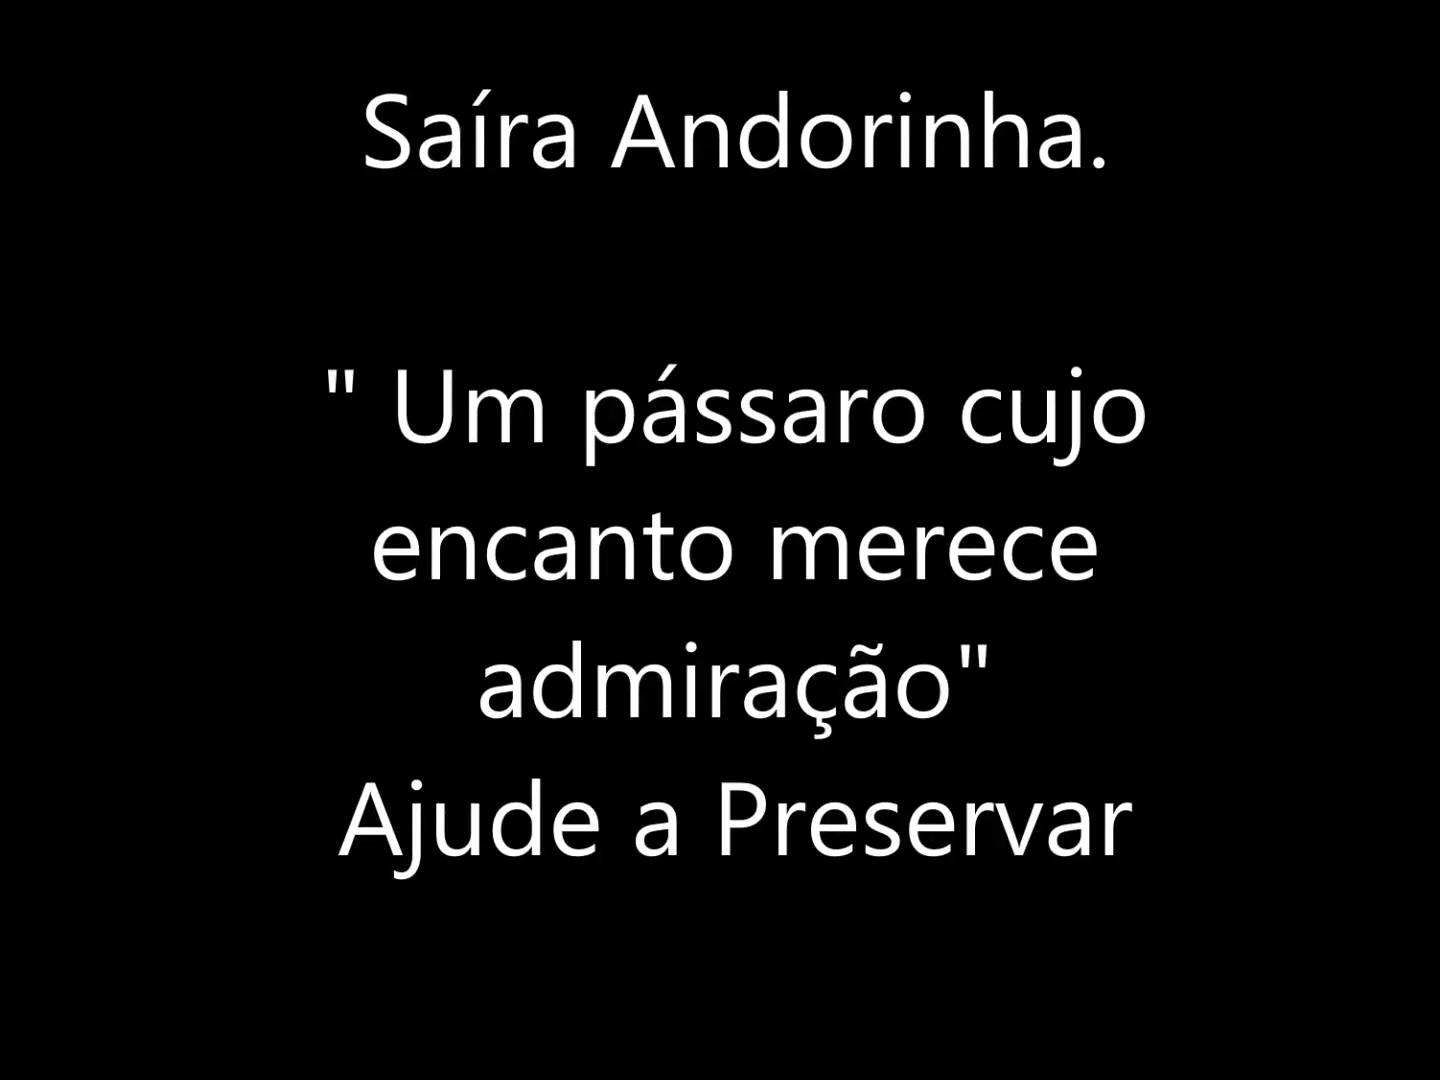 Saíra Andorinha.
" Um pássaro cujo
encanto merece
admiração"
Ajude a Preservar